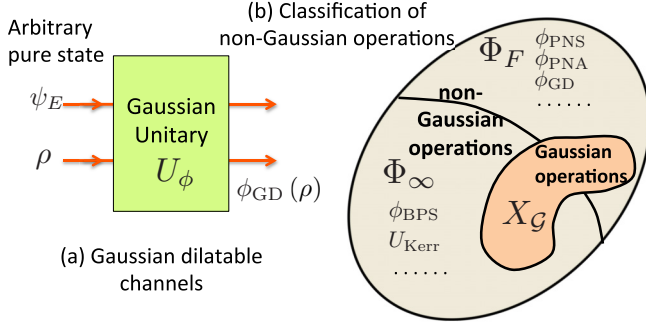 (b) Classification of
non-Gaussian operations
Arbitrary
pure state
ψ_E
ρ
Gaussian
Unitary
U_ϕ
ϕ_GD (ρ)
(a) Gaussian dilatable
channels
Φ_F
ϕ_PNS
ϕ_PNA
ϕ_GD
......
non-
Gaussian
operations
Φ_∞
ϕ_BPS
U_Kerr
......
Gaussian
operations
X_𝒢